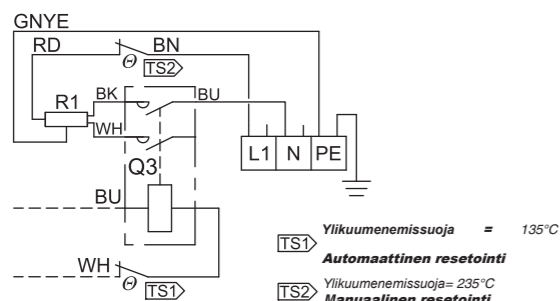 GNYE
RD
BN
Θ
TS2
BK
BU
R1
WH
L1 N PE
Q3
BU
WH
Θ
TS1
TS1 Ylikuumenemissuoja = 135°C
Automaattinen resetointi
TS2 Ylikuumenemissuoja= 235°C
Manuaalinen resetointi